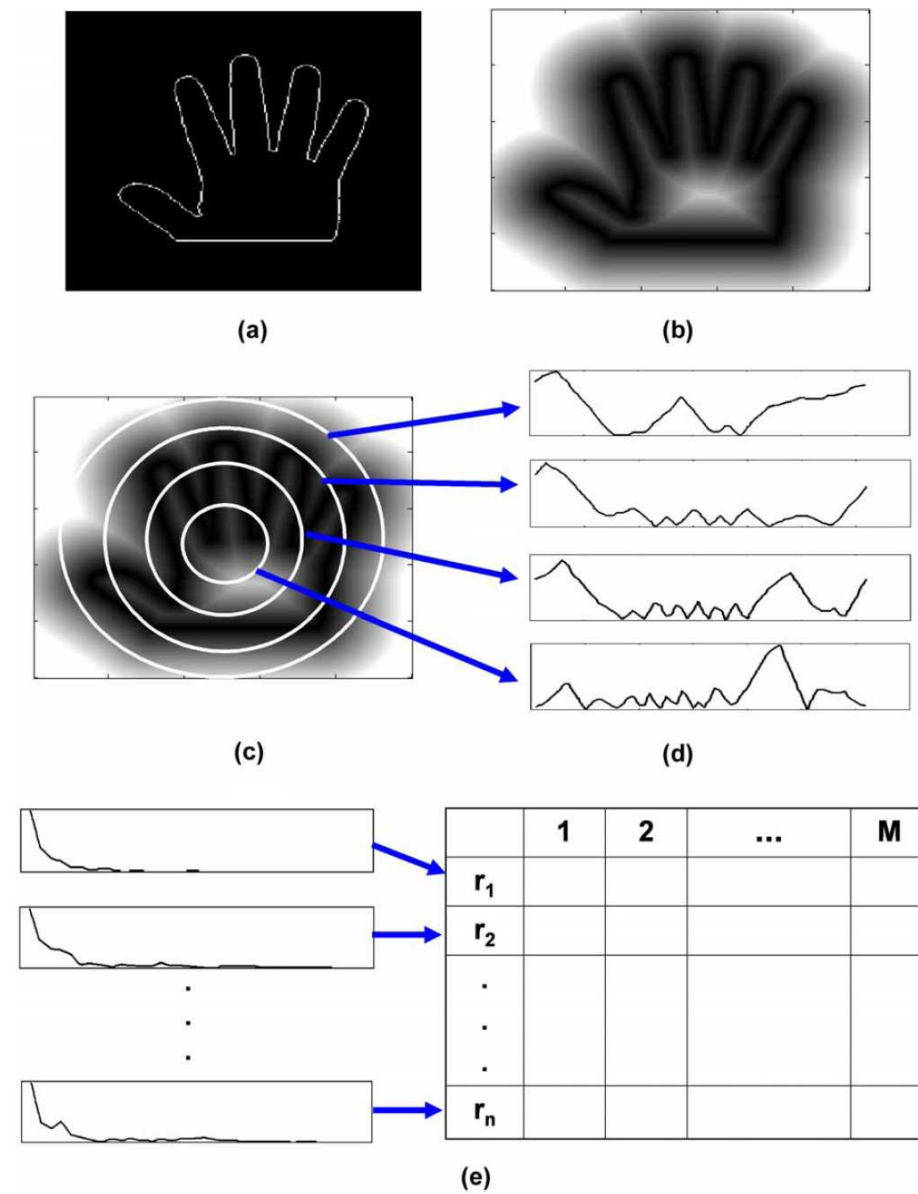 (a)
(b)
(c)
(d)
1 2 ... M
r₁
r₂
.
.
.
.
.
.
rₙ
(e)